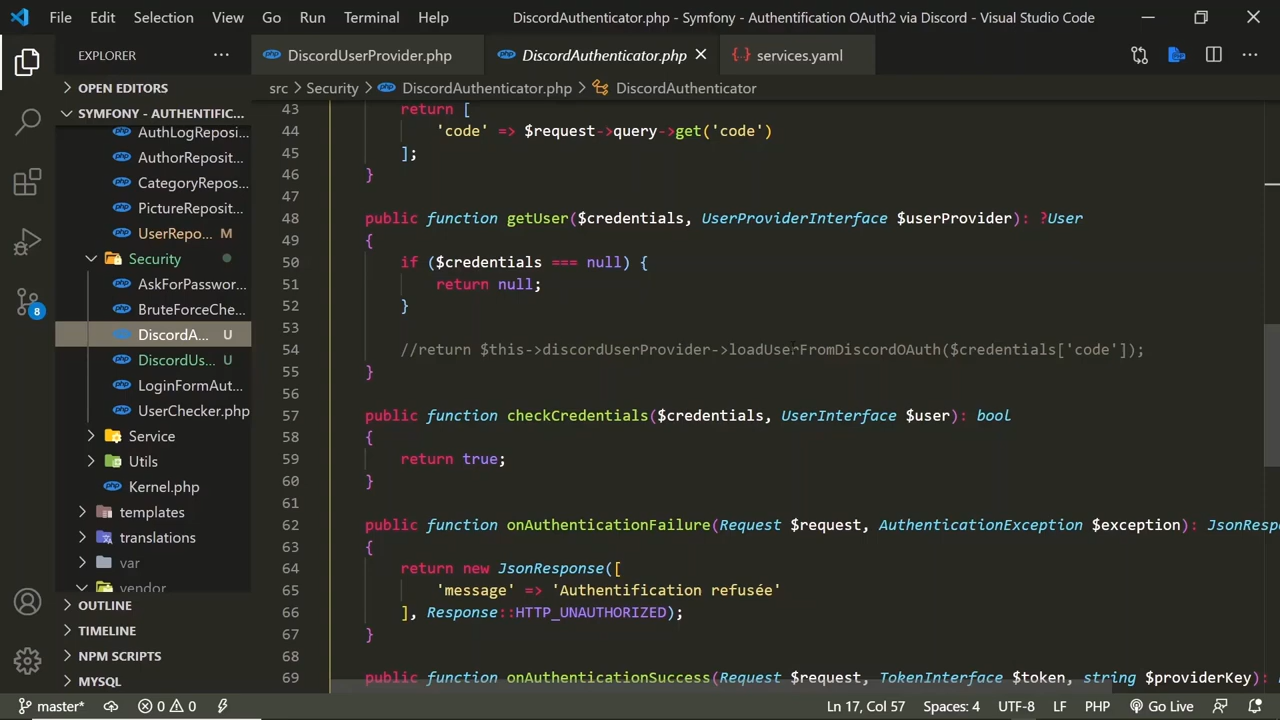 File Edit Selection View Go Run Terminal Help DiscordAuthenticator.php - Symfony - Authentification OAuth2 via Discord - Visual Studio Code
EXPLORER
OPEN EDITORS
SYMFONY - AUTHENTIFIC...
AuthLogReposi...
AuthorReposit...
CategoryRepos...
PictureReposit...
UserRepo... M
Security
AskForPasswor...
BruteForceChe...
DiscordA... U
DiscordUs... U
LoginFormAut...
UserChecker.php
Service
Utils
Kernel.php
templates
translations
var
vendor
OUTLINE
TIMELINE
NPM SCRIPTS
MYSQL
8
DiscordUserProvider.php DiscordAuthenticator.php services.yaml
src > Security > DiscordAuthenticator.php > DiscordAuthenticator
43 return [
44 'code' => $request->query->get('code')
45 ];
46 }
47
48 public function getUser($credentials, UserProviderInterface $userProvider): ?User
49 {
50 if ($credentials === null) {
51 return null;
52 }
53
54 //return $this->discordUserProvider->loadUserFromDiscordOAuth($credentials['code']);
55 }
56
57 public function checkCredentials($credentials, UserInterface $user): bool
58 {
59 return true;
60 }
61
62 public function onAuthenticationFailure(Request $request, AuthenticationException $exception): JsonRespo
63 {
64 return new JsonResponse([
65 'message' => 'Authentification refusée'
66 ], Response::HTTP_UNAUTHORIZED);
67 }
68
69 public function onAuthenticationSuccess(Request $request, TokenInterface $token, string $providerKey):
master* 0 0 Ln 17, Col 57 Spaces: 4 UTF-8 LF PHP Go Live